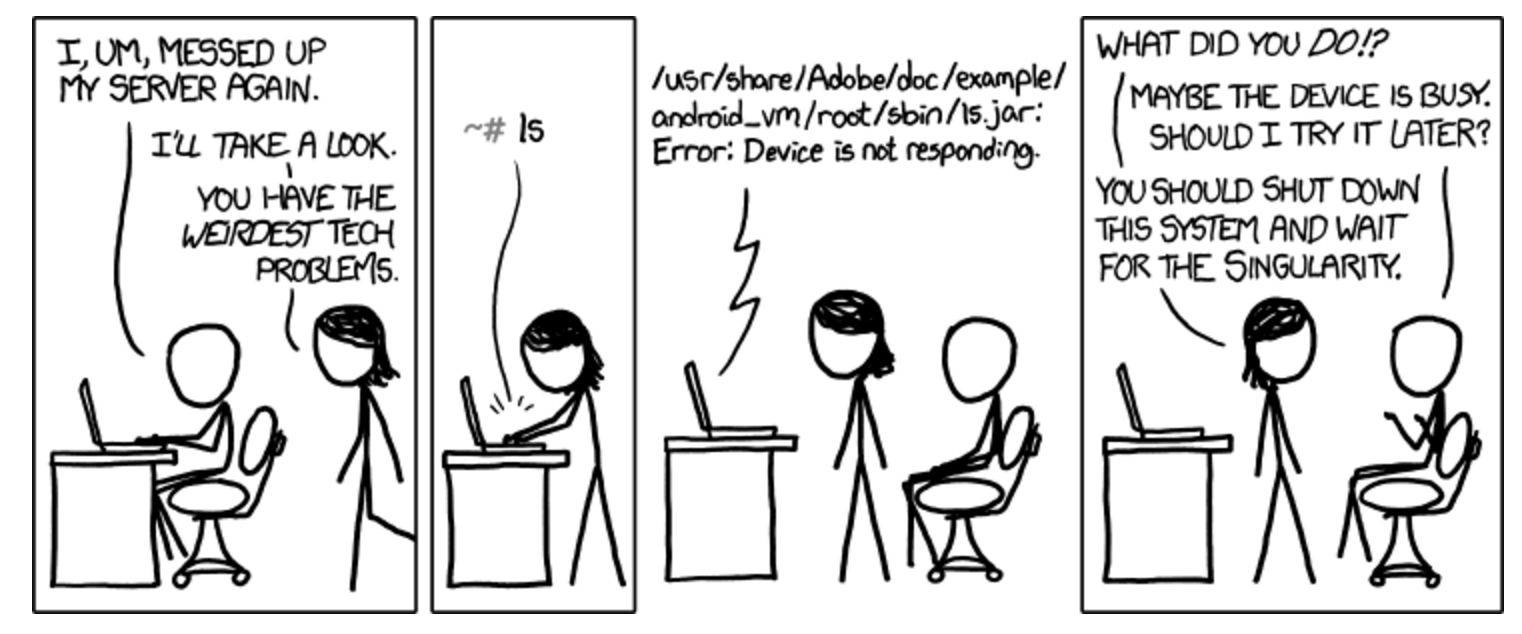 I, UM, MESSED UP
MY SERVER AGAIN.
I'LL TAKE A LOOK.
YOU HAVE THE
WEIRDEST TECH
PROBLEMS.
~# ls
/usr/share/Adobe/doc/example/
android_vm/root/sbin/ls.jar:
Error: Device is not responding.
WHAT DID YOU DO!?
MAYBE THE DEVICE IS BUSY.
SHOULD I TRY IT LATER?
YOU SHOULD SHUT DOWN
THIS SYSTEM AND WAIT
FOR THE SINGULARITY.